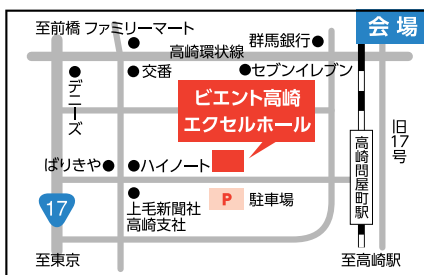 会場
至前橋 ファミリーマート
群馬銀行
高崎環状線
交番
セブンイレブン
デニーズ
ビエント高崎
エクセルホール
旧17号
ばりきや
ハイノート
高崎問屋町駅
17
上毛新聞社
高崎支社
P 駐車場
至東京
至高崎駅